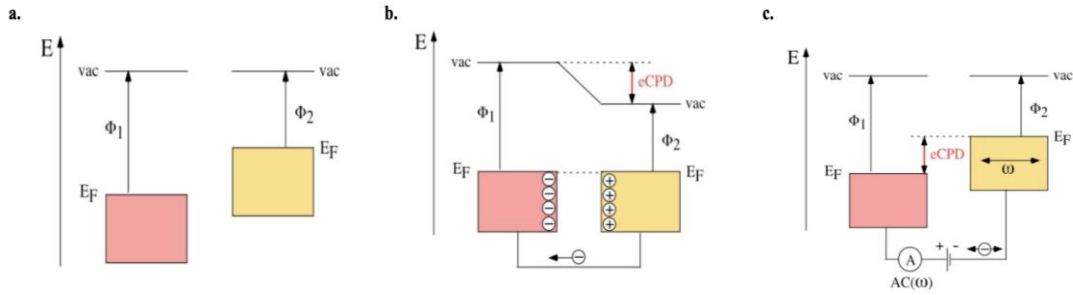 a.
E
vac
vac
Φ1
Φ2
EF
EF
b.
E
vac
eCPD
vac
Φ1
Φ2
EF
EF
− +
− +
− +
− +
−
c.
E
vac
vac
Φ1
Φ2
EF
eCPD
EF
ω
A
+ - −
AC(ω)